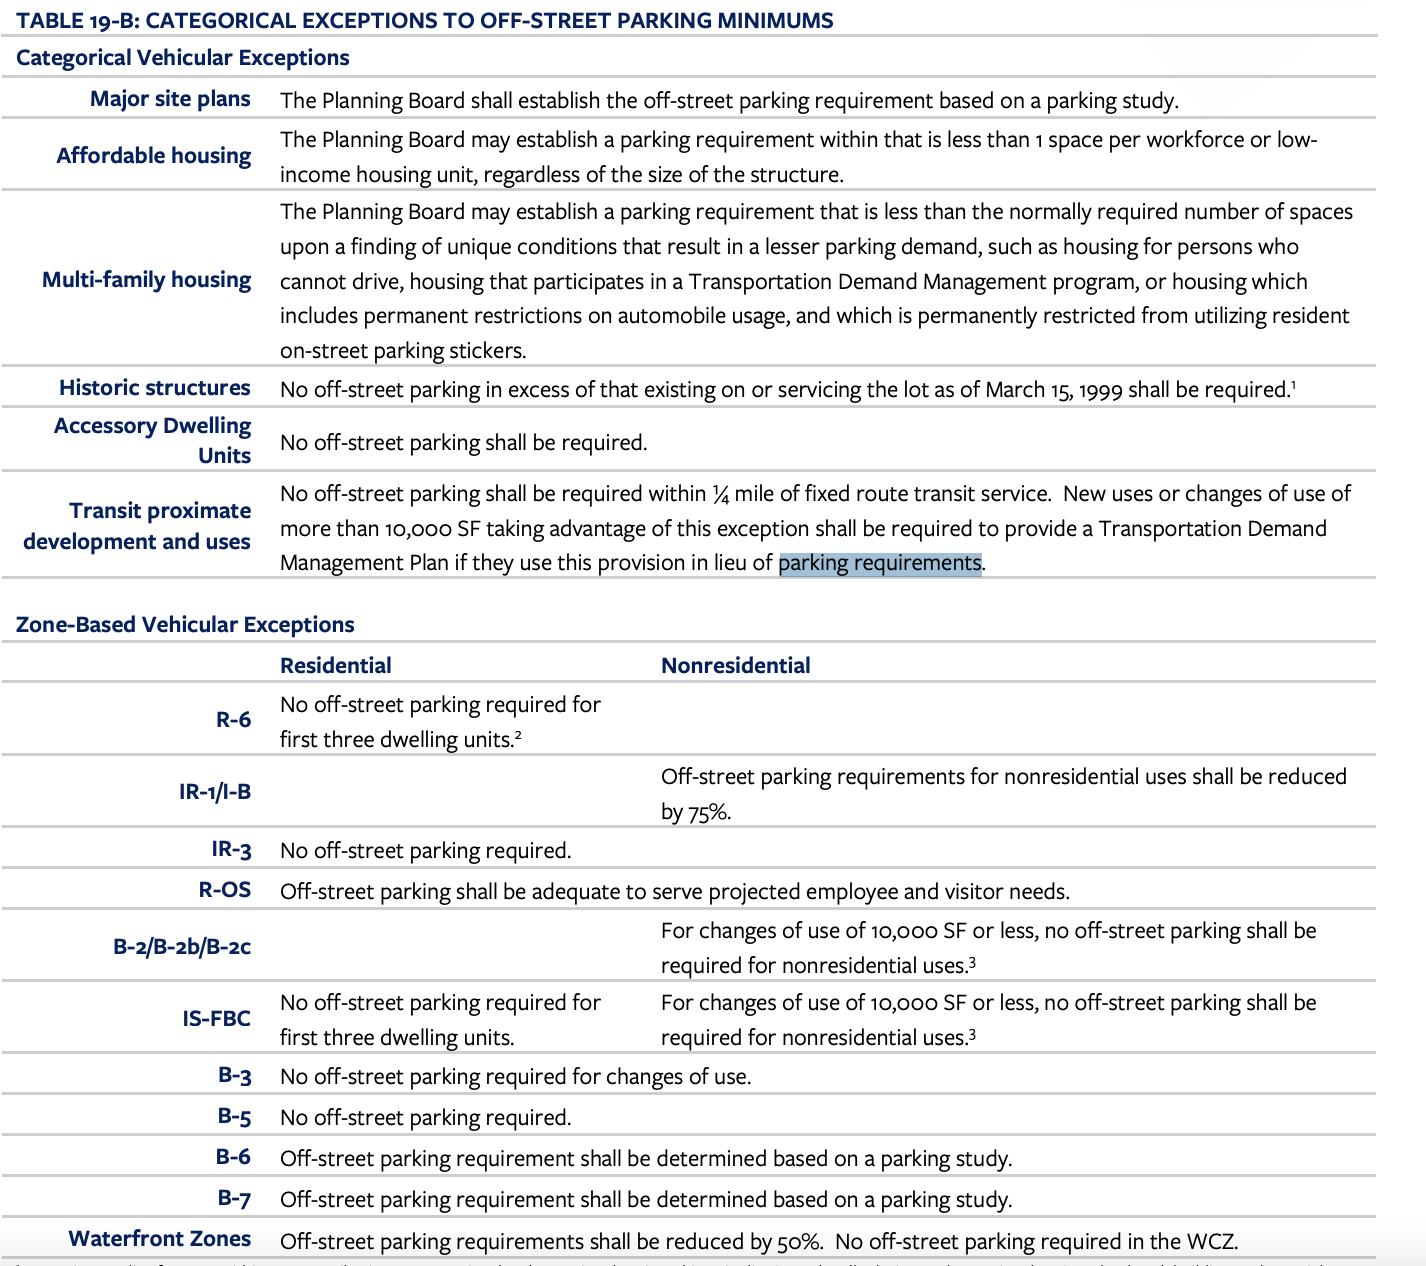 TABLE 19-B: CATEGORICAL EXCEPTIONS TO OFF-STREET PARKING MINIMUMS
Categorical Vehicular Exceptions
Major site plans The Planning Board shall establish the off-street parking requirement based on a parking study.
Affordable housing The Planning Board may establish a parking requirement within that is less than 1 space per workforce or low-
income housing unit, regardless of the size of the structure.
Multi-family housing The Planning Board may establish a parking requirement that is less than the normally required number of spaces
upon a finding of unique conditions that result in a lesser parking demand, such as housing for persons who
cannot drive, housing that participates in a Transportation Demand Management program, or housing which
includes permanent restrictions on automobile usage, and which is permanently restricted from utilizing resident
on-street parking stickers.
Historic structures No off-street parking in excess of that existing on or servicing the lot as of March 15, 1999 shall be required.¹
Accessory Dwelling
Units
No off-street parking shall be required.
Transit proximate
development and uses
No off-street parking shall be required within ¼ mile of fixed route transit service. New uses or changes of use of
more than 10,000 SF taking advantage of this exception shall be required to provide a Transportation Demand
Management Plan if they use this provision in lieu of parking requirements.
Zone-Based Vehicular Exceptions
Residential Nonresidential
R-6 No off-street parking required for
first three dwelling units.²
IR-1/I-B Off-street parking requirements for nonresidential uses shall be reduced
by 75%.
IR-3 No off-street parking required.
R-OS Off-street parking shall be adequate to serve projected employee and visitor needs.
B-2/B-2b/B-2c For changes of use of 10,000 SF or less, no off-street parking shall be
required for nonresidential uses.³
IS-FBC No off-street parking required for
first three dwelling units.
For changes of use of 10,000 SF or less, no off-street parking shall be
required for nonresidential uses.³
B-3 No off-street parking required for changes of use.
B-5 No off-street parking required.
B-6 Off-street parking requirement shall be determined based on a parking study.
B-7 Off-street parking requirement shall be determined based on a parking study.
Waterfront Zones Off-street parking requirements shall be reduced by 50%. No off-street parking required in the WCZ.